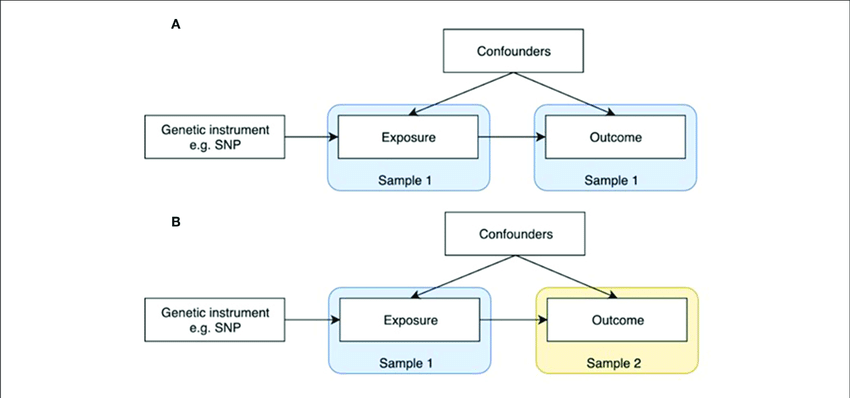 A
Confounders
Genetic instrument
e.g. SNP
Exposure
Outcome
Sample 1
Sample 1
B
Confounders
Genetic instrument
e.g. SNP
Exposure
Outcome
Sample 1
Sample 2